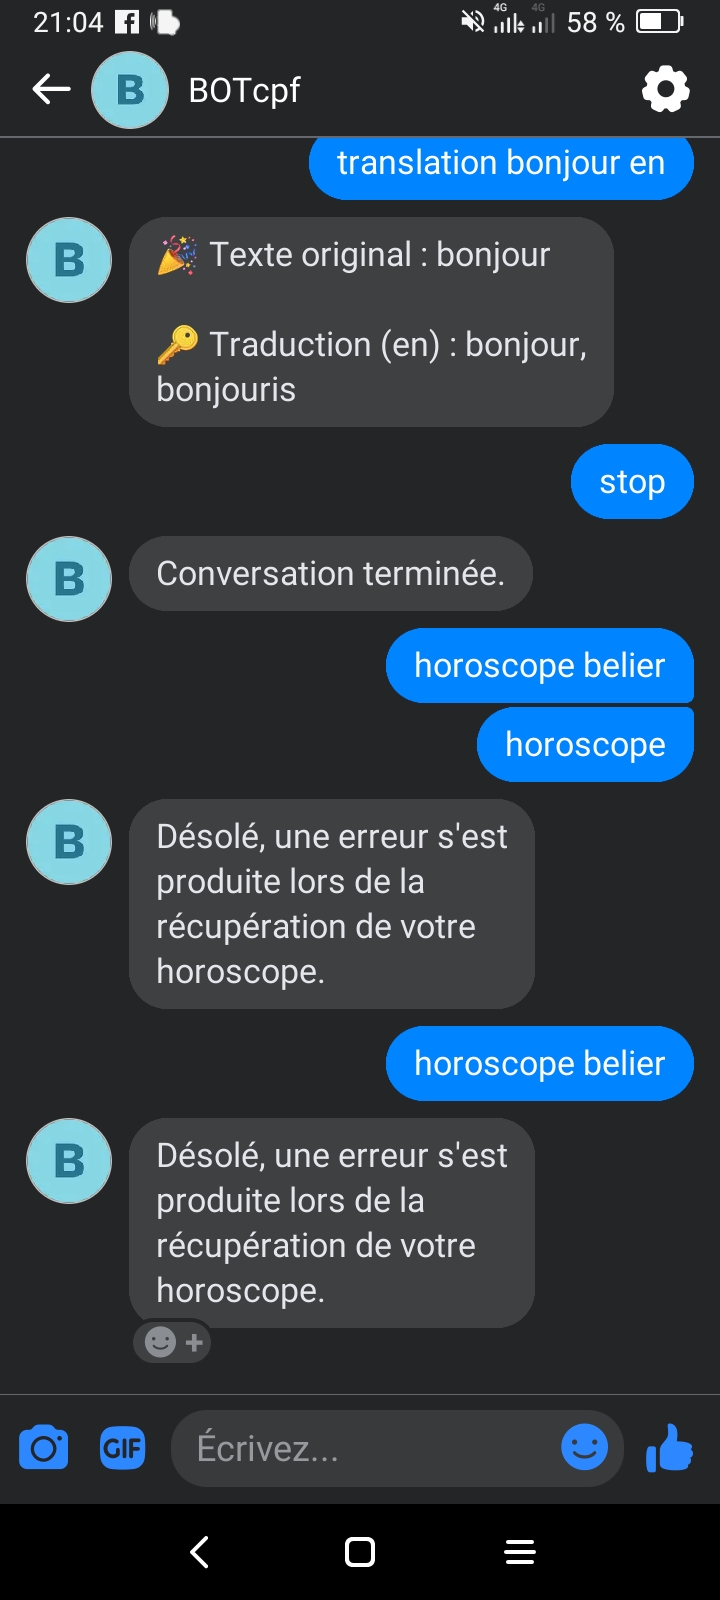 21:04
4G
4G
58 %
B
BOTcpf
translation bonjour en
B
🎉 Texte original : bonjour
🔑 Traduction (en) : bonjour,
bonjouris
stop
B
Conversation terminée.
horoscope belier
horoscope
B
Désolé, une erreur s'est
produite lors de la
récupération de votre
horoscope.
horoscope belier
B
Désolé, une erreur s'est
produite lors de la
récupération de votre
horoscope.
GIF
Écrivez...